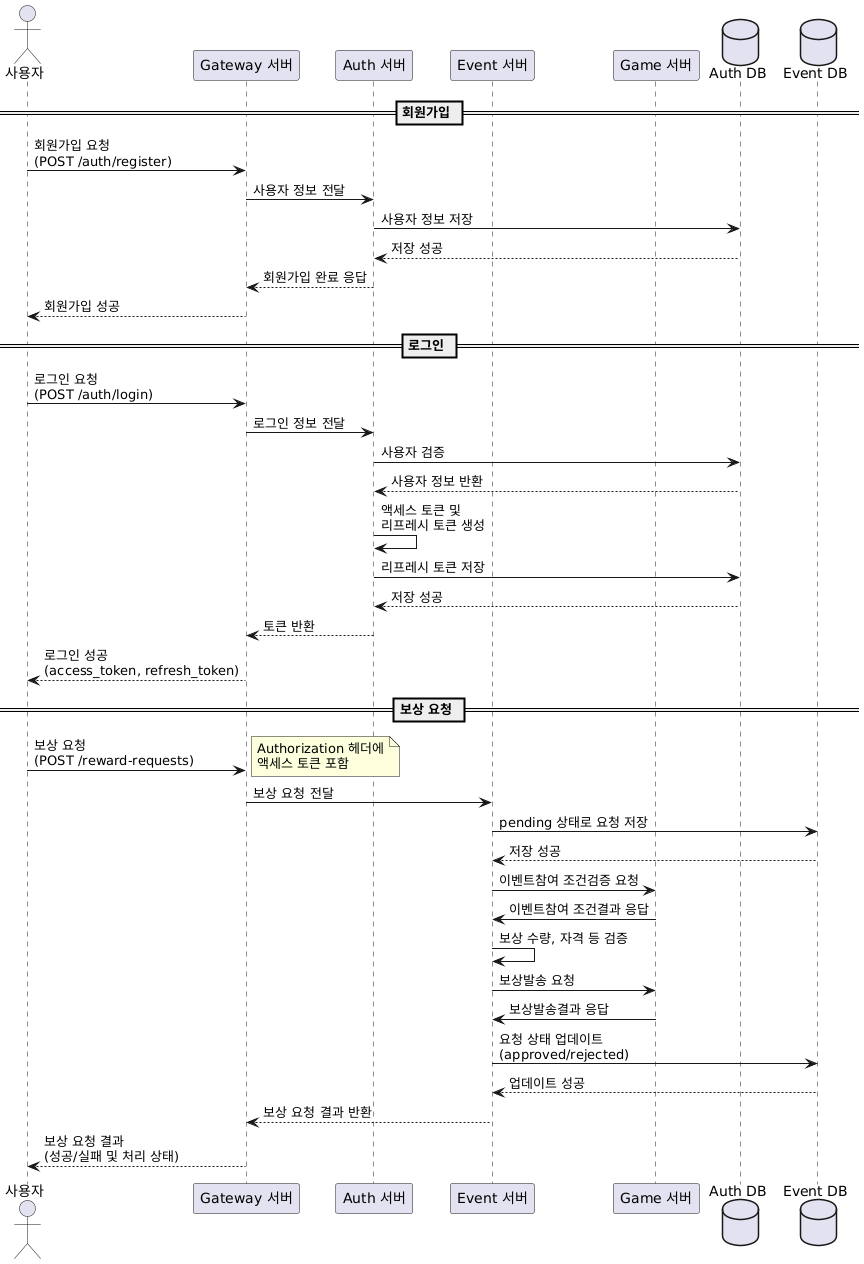 사용자
Gateway 서버
Auth 서버
Event 서버
Game 서버
Auth DB
Event DB
회원가입
회원가입 요청
(POST /auth/register)
사용자 정보 전달
사용자 정보 저장
저장 성공
회원가입 완료 응답
회원가입 성공
로그인
로그인 요청
(POST /auth/login)
로그인 정보 전달
사용자 검증
사용자 정보 반환
액세스 토큰 및
리프레시 토큰 생성
리프레시 토큰 저장
저장 성공
토큰 반환
로그인 성공
(access_token, refresh_token)
보상 요청
보상 요청
(POST /reward-requests)
Authorization 헤더에
액세스 토큰 포함
보상 요청 전달
pending 상태로 요청 저장
저장 성공
이벤트참여 조건검증 요청
이벤트참여 조건결과 응답
보상 수량, 자격 등 검증
보상발송 요청
보상발송결과 응답
요청 상태 업데이트
(approved/rejected)
업데이트 성공
보상 요청 결과 반환
보상 요청 결과
(성공/실패 및 처리 상태)
사용자
Gateway 서버
Auth 서버
Event 서버
Game 서버
Auth DB
Event DB